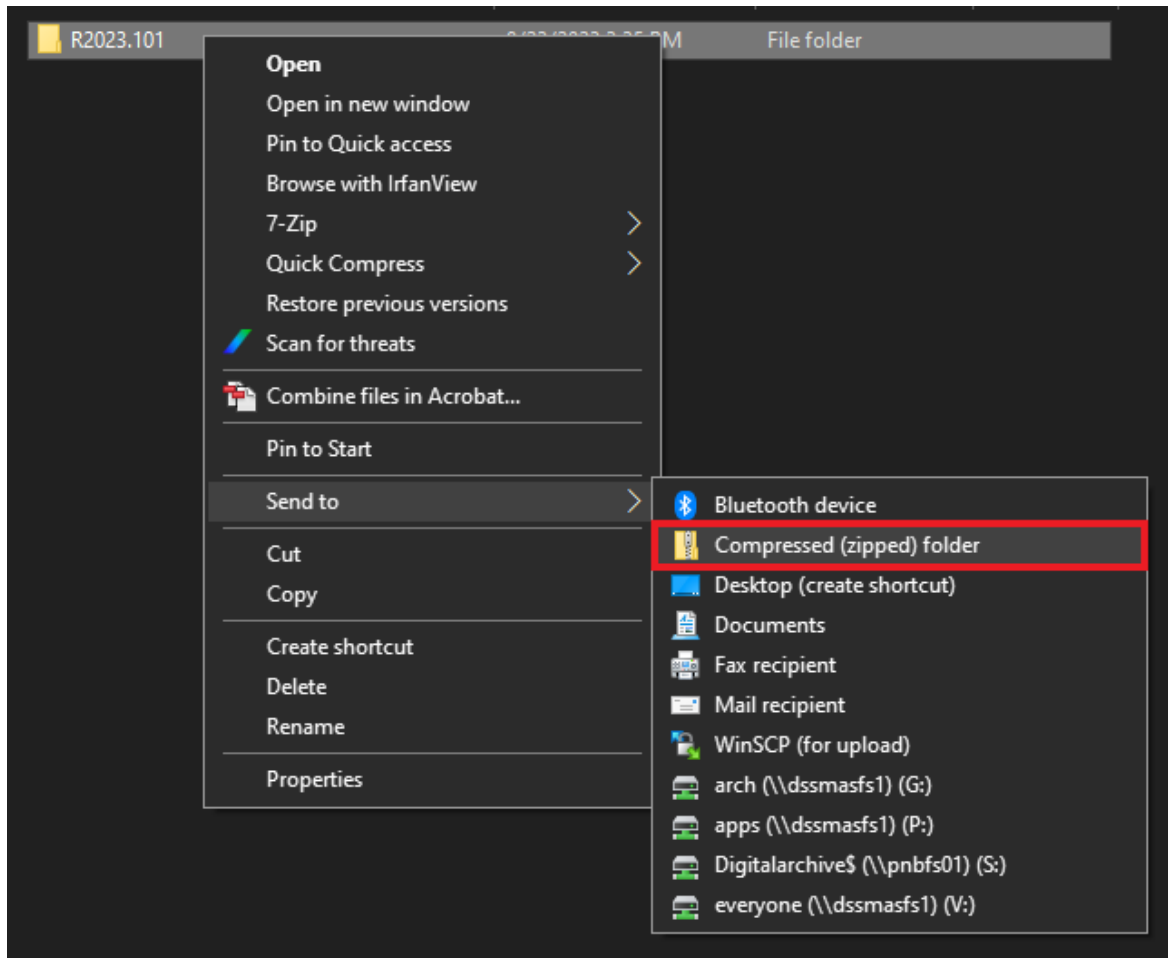 R2023.101 PM File folder
Open
Open in new window
Pin to Quick access
Browse with IrfanView
7-Zip
Quick Compress
Restore previous versions
Scan for threats
Combine files in Acrobat...
Pin to Start
Send to
Cut
Copy
Create shortcut
Delete
Rename
Properties
Bluetooth device
Compressed (zipped) folder
Desktop (create shortcut)
Documents
Fax recipient
Mail recipient
WinSCP (for upload)
arch (\\dssmasfs1) (G:)
apps (\\dssmasfs1) (P:)
Digitalarchive$ (\\pnbfs01) (S:)
everyone (\\dssmasfs1) (V:)